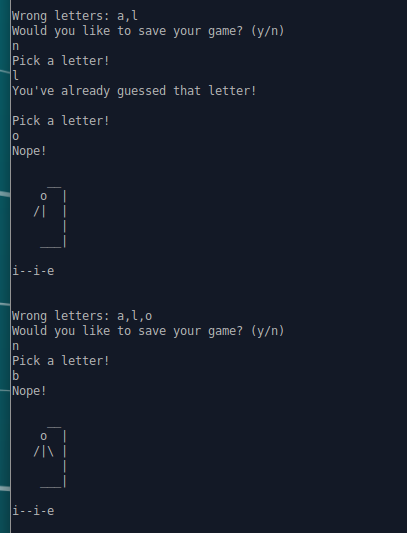 Wrong letters: a,l
Would you like to save your game? (y/n)
n
Pick a letter!
l
You've already guessed that letter!

Pick a letter!
o
Nope!

     __
    o  |
   /|  |
       |
    ___|

i--i-e


Wrong letters: a,l,o
Would you like to save your game? (y/n)
n
Pick a letter!
b
Nope!

     __
    o  |
   /|\ |
       |
    ___|

i--i-e